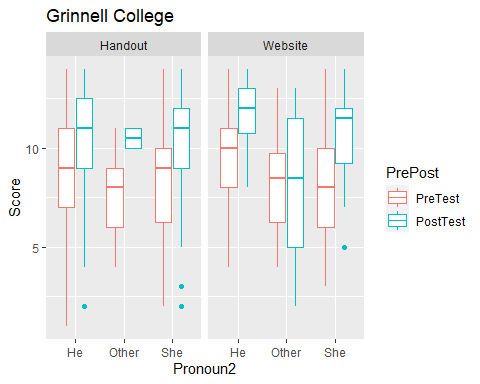 Grinnell College
Handout Website
Score
10
5
He Other She He Other She
Pronoun2
PrePost
PreTest
PostTest